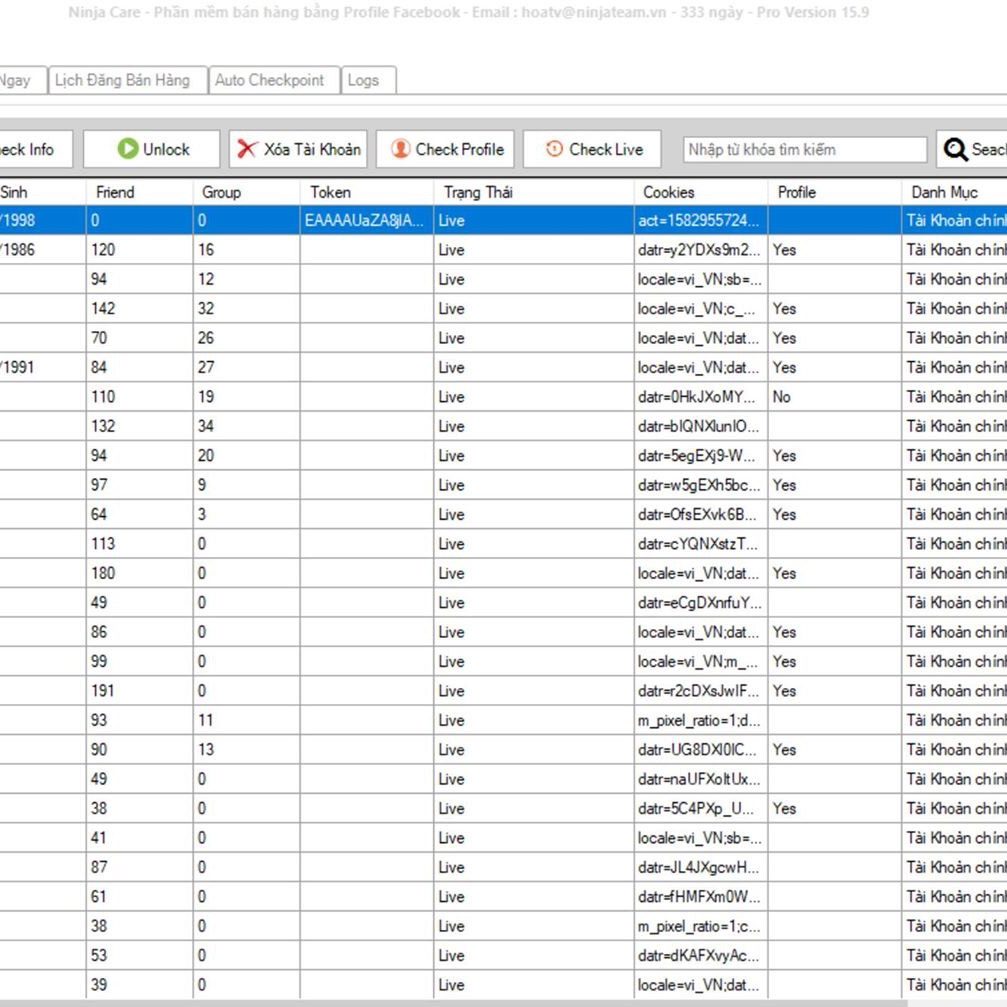 Ninja Care - Phần mềm bán hàng bằng Profile Facebook - Email : hoatv@ninjateam.vn - 333 ngày - Pro Version 15.9
Ngay Lịch Đăng Bán Hàng Auto Checkpoint Logs
eck Info Unlock Xóa Tài Khoản Check Profile Check Live Nhập từ khóa tìm kiếm Seach
Sinh Friend Group Token Trạng Thái Cookies Profile Danh Mục
/1998 0 0 EAAAAUaZA8jIA... Live act=1582955724... Tài Khoản chính
/1986 120 16 Live datr=y2YDXs9m2... Yes Tài Khoản chính
94 12 Live locale=vi_VN;sb=... Tài Khoản chính
142 32 Live locale=vi_VN;c_... Yes Tài Khoản chính
70 26 Live locale=vi_VN;dat... Yes Tài Khoản chính
/1991 84 27 Live locale=vi_VN;dat... Yes Tài Khoản chính
110 19 Live datr=0HkJXoMY... No Tài Khoản chính
132 34 Live datr=blQNXlunIO... Tài Khoản chính
94 20 Live datr=5egEXj9-W... Yes Tài Khoản chính
97 9 Live datr=w5gEXh5bc... Yes Tài Khoản chính
64 3 Live datr=OfsEXvk6B... Yes Tài Khoản chính
113 0 Live datr=cYQNXstzT... Tài Khoản chính
180 0 Live locale=vi_VN;dat... Yes Tài Khoản chính
49 0 Live datr=eCgDXnrfuY... Tài Khoản chính
86 0 Live locale=vi_VN;dat... Yes Tài Khoản chính
99 0 Live locale=vi_VN;m_... Yes Tài Khoản chính
191 0 Live datr=r2cDXsJwIF... Yes Tài Khoản chính
93 11 Live m_pixel_ratio=1;d... Tài Khoản chính
90 13 Live datr=UG8DXl0IC... Yes Tài Khoản chính
49 0 Live datr=naUFXoltUx... Tài Khoản chính
38 0 Live datr=5C4PXp_U... Yes Tài Khoản chính
41 0 Live locale=vi_VN;sb=... Tài Khoản chính
87 0 Live datr=JL4JXgcwH... Tài Khoản chính
61 0 Live datr=fHMFXm0W... Tài Khoản chính
38 0 Live m_pixel_ratio=1;c... Tài Khoản chính
53 0 Live datr=dKAFXvyAc... Tài Khoản chính
39 0 Live locale=vi_VN;dat... Tài Khoản chính